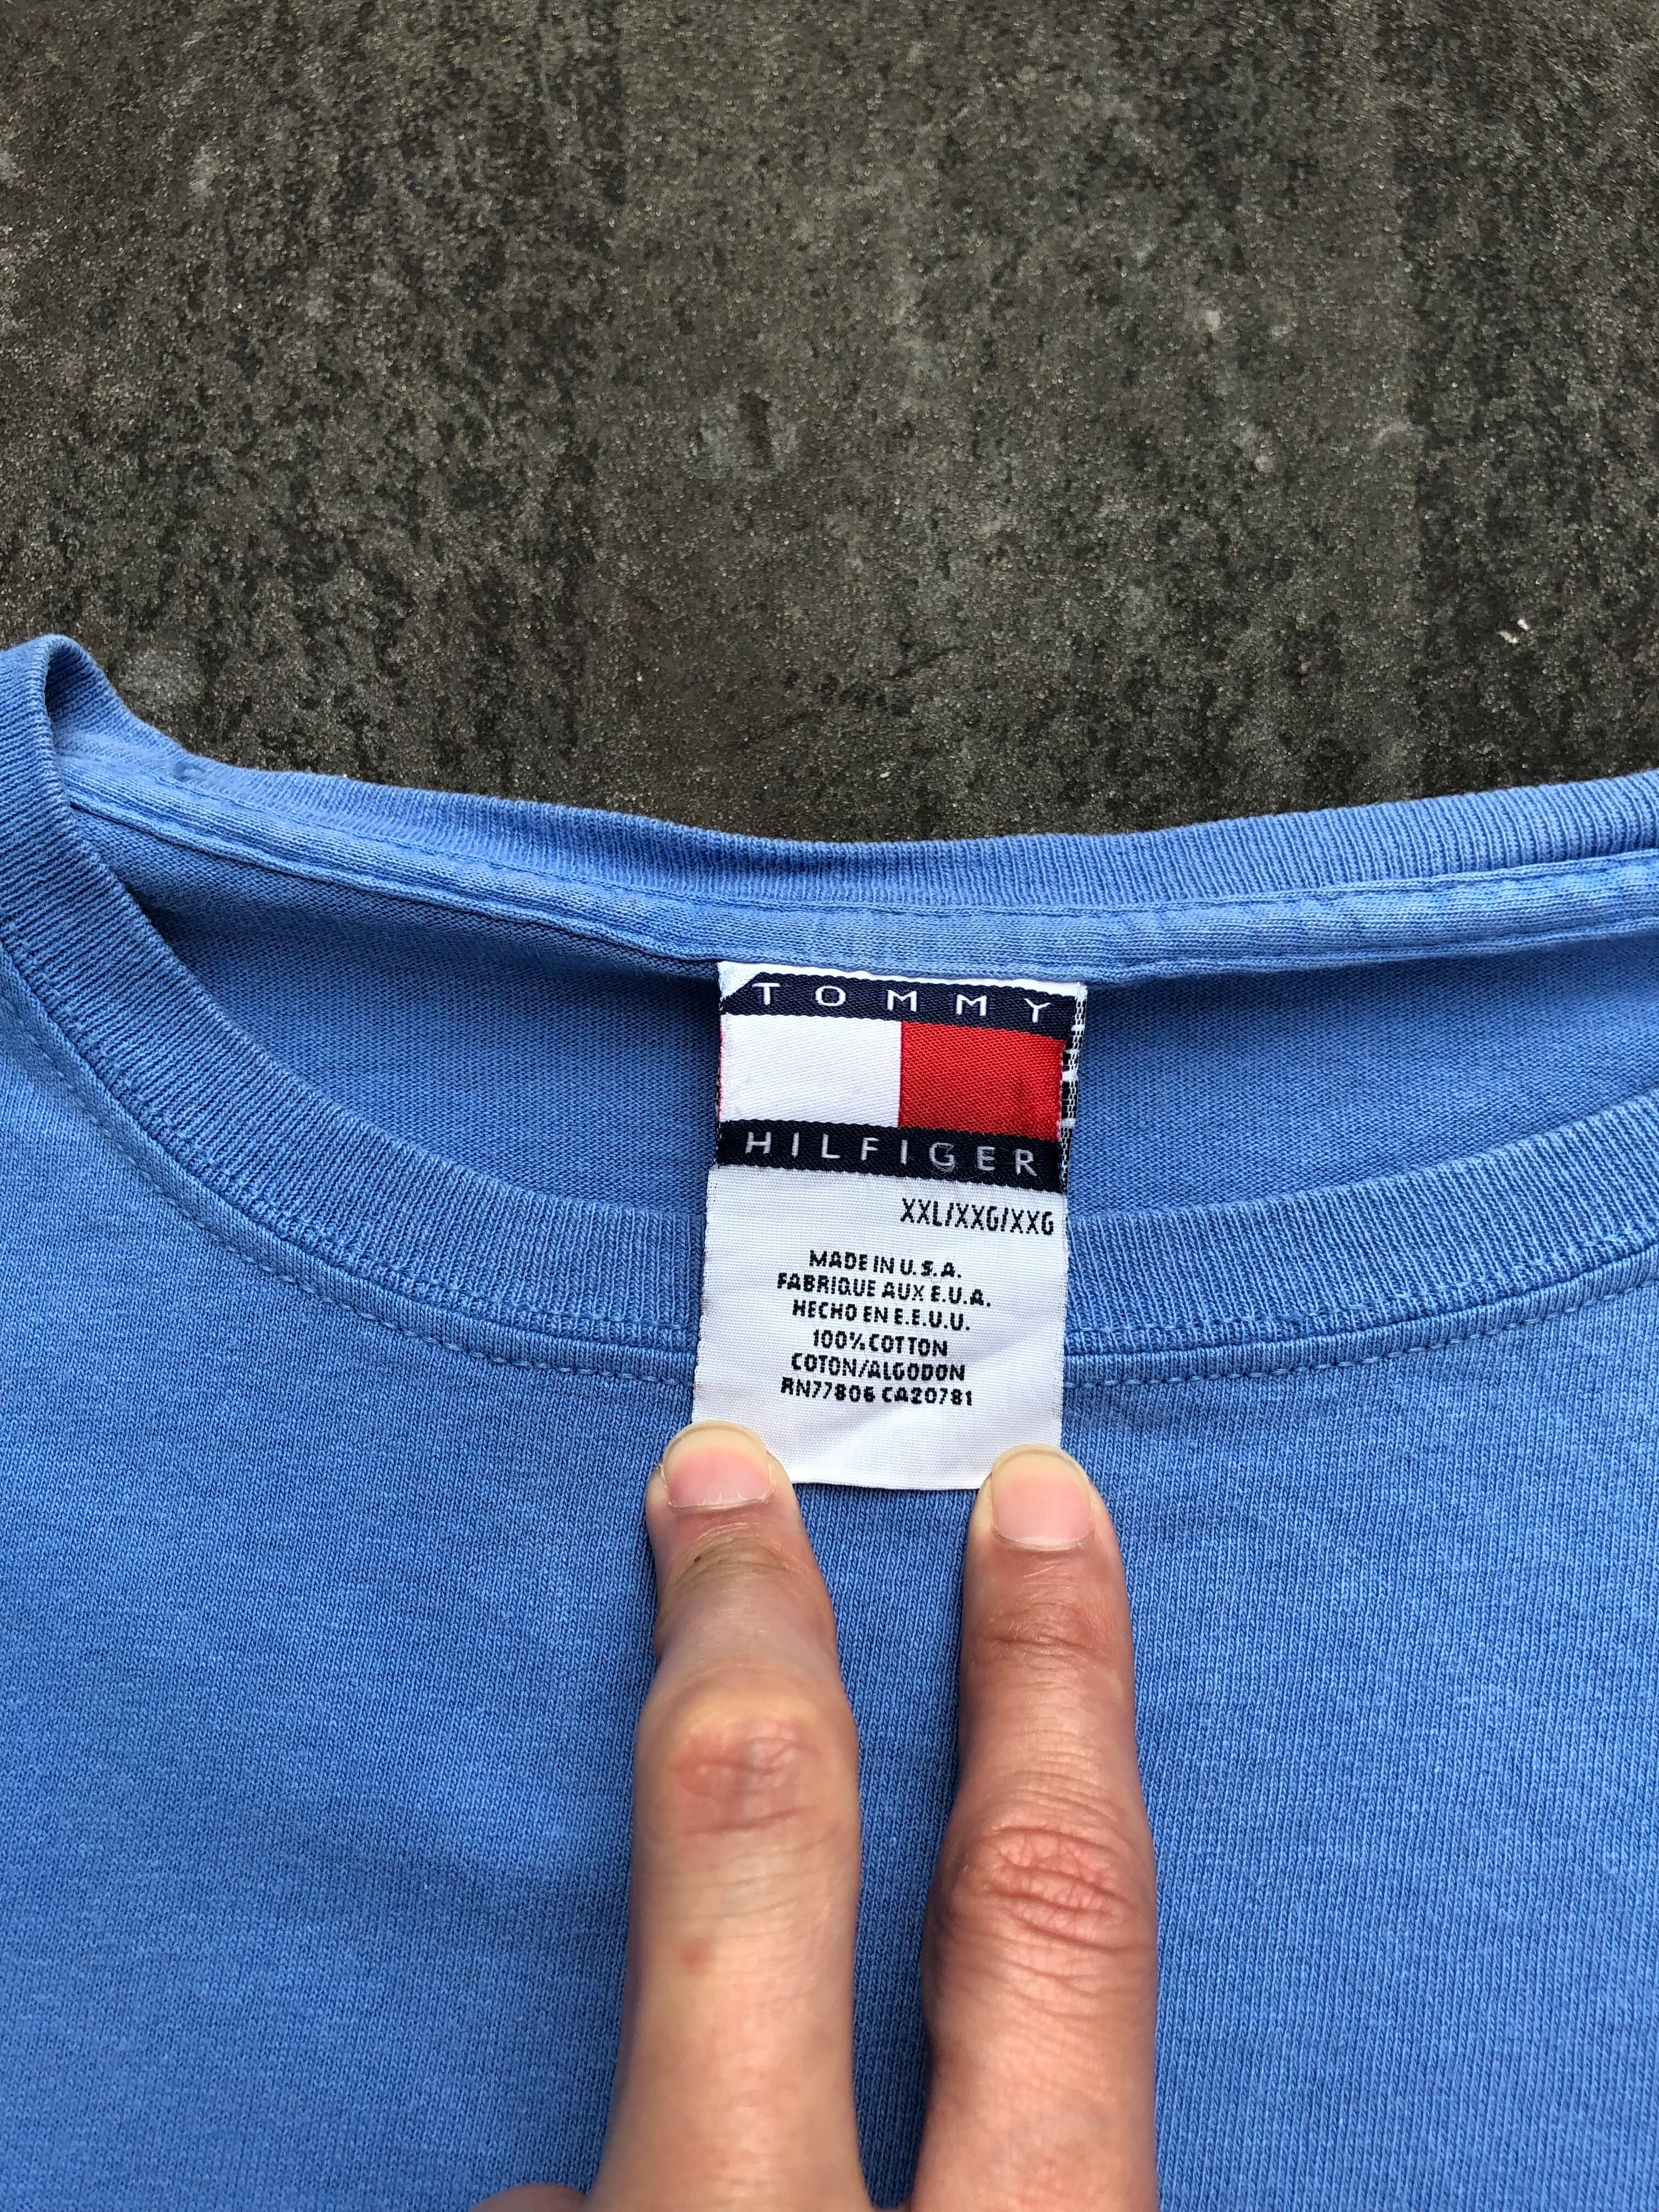 TOMMY
HILFIGER
XXL/XXG/XXG
MADE IN U.S.A.
FABRIQUE AUX E.U.A.
HECHO EN E.E.U.U.
100% COTTON
COTON/ALGODON
RN77806 CA20781